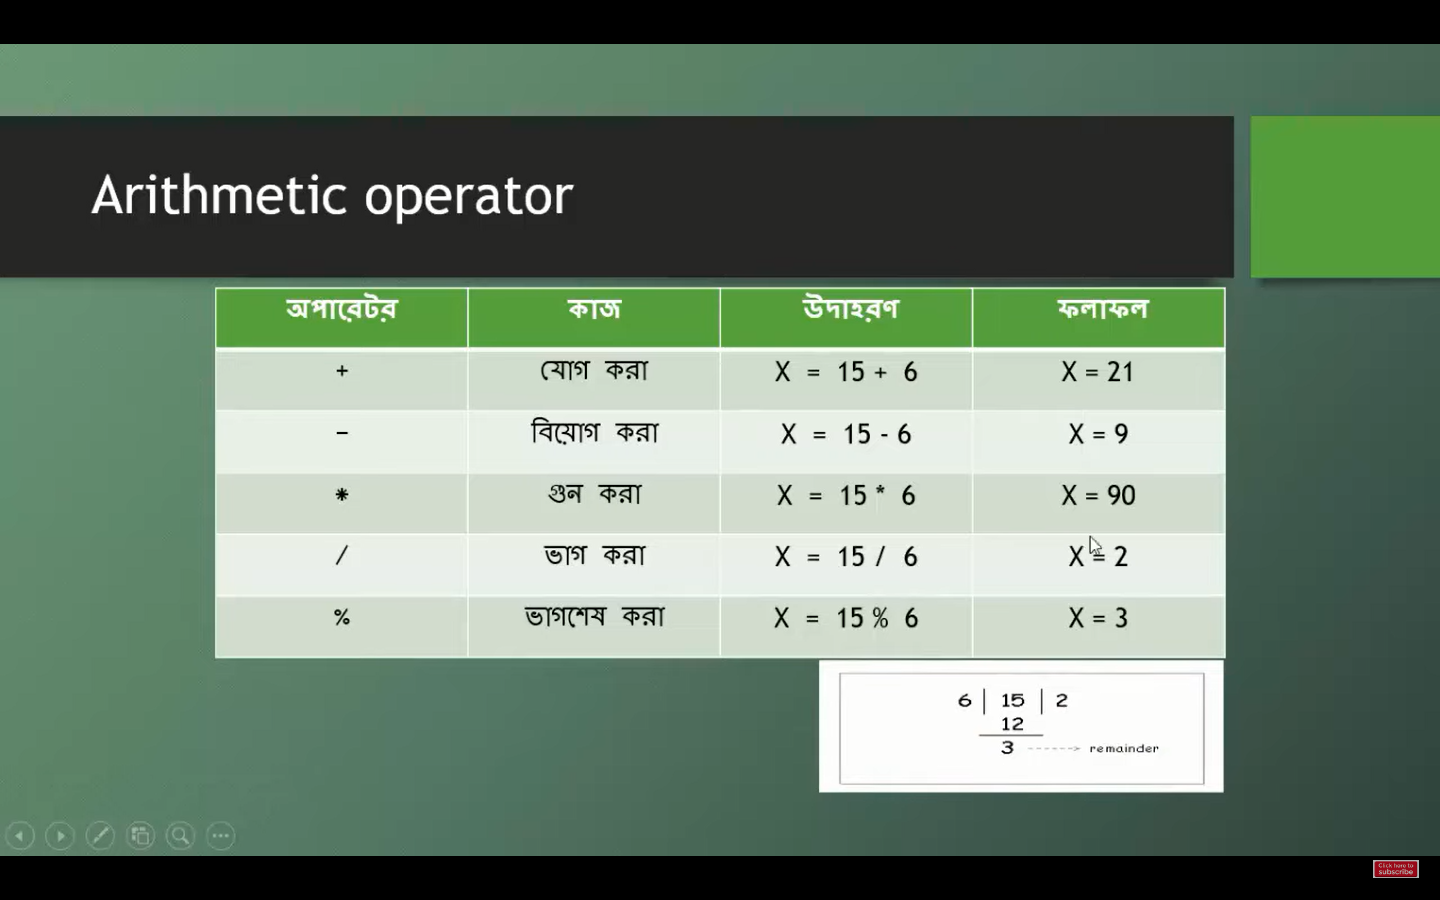 Arithmetic operator
অপারেটর কাজ উদাহরণ ফলাফল
+ যোগ করা X = 15 + 6 X = 21
− বিয়োগ করা X = 15 - 6 X = 9
* গুন করা X = 15 * 6 X = 90
/ ভাগ করা X = 15 / 6 X = 2
% ভাগশেষ করা X = 15 % 6 X = 3
6 | 15 | 2
12
3 -----> remainder
Click here to
subscribe